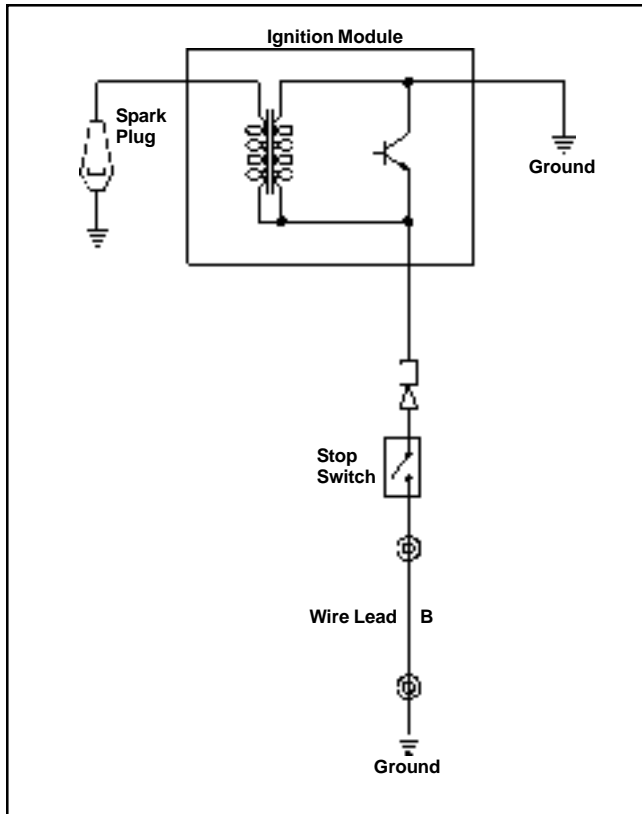 Ignition Module
Spark
Plug
Ground
Stop
Switch
Wire Lead B
Ground